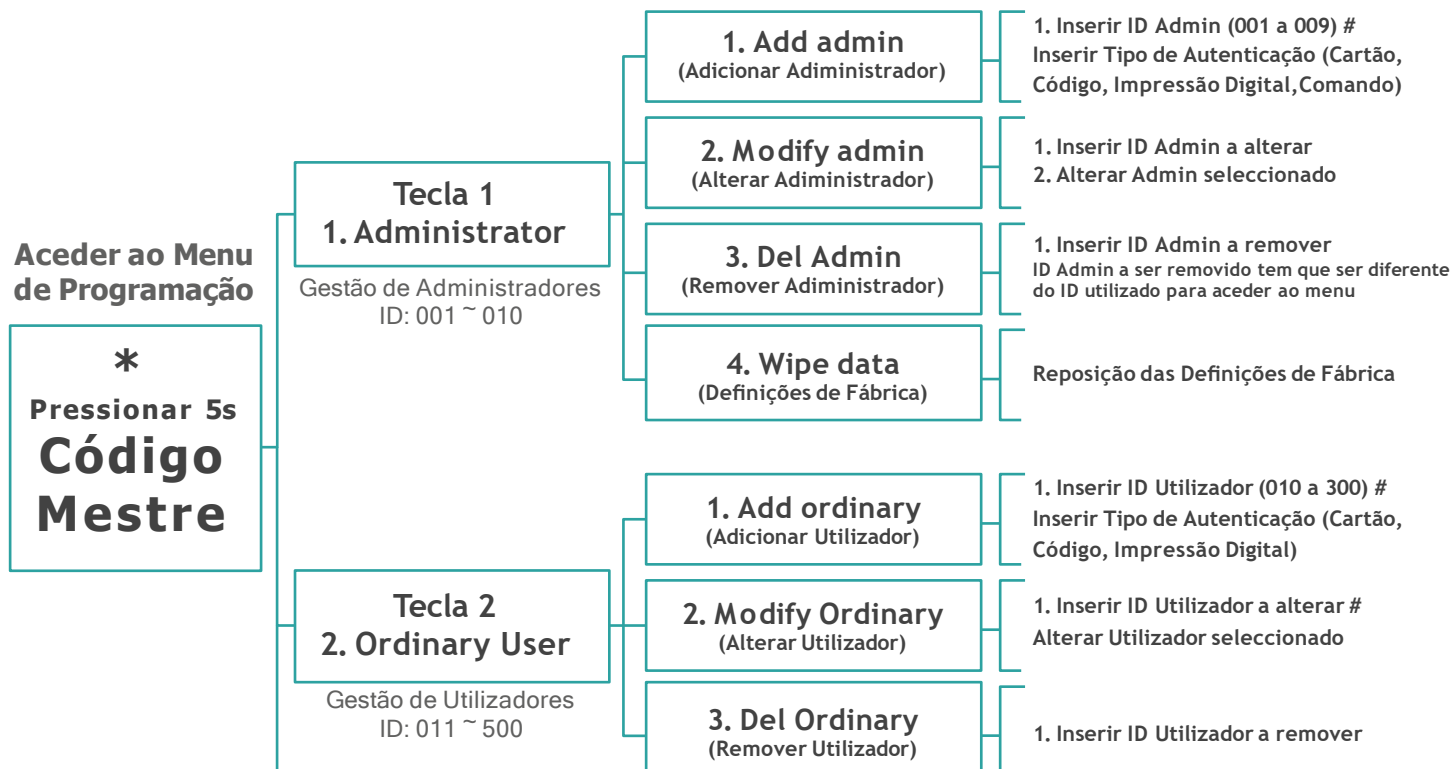 Aceder ao Menu
de Programação
*
Pressionar 5s
Código
Mestre
Tecla 1
1. Administrator
Gestão de Administradores
ID: 001 ~ 010
1. Add admin
(Adicionar Adiministrador)
1. Inserir ID Admin (001 a 009) #
Inserir Tipo de Autenticação (Cartão,
Código, Impressão Digital,Comando)
2. Modify admin
(Alterar Adiministrador)
1. Inserir ID Admin a alterar
2. Alterar Admin seleccionado
3. Del Admin
(Remover Adiministrador)
1. Inserir ID Admin a remover
ID Admin a ser removido tem que ser diferente
do ID utilizado para aceder ao menu
4. Wipe data
(Definições de Fábrica)
Reposição das Definições de Fábrica
Tecla 2
2. Ordinary User
Gestão de Utilizadores
ID: 011 ~ 500
1. Add ordinary
(Adicionar Utilizador)
1. Inserir ID Utilizador (010 a 300) #
Inserir Tipo de Autenticação (Cartão,
Código, Impressão Digital)
2. Modify Ordinary
(Alterar Utilizador)
1. Inserir ID Utilizador a alterar #
Alterar Utilizador seleccionado
3. Del Ordinary
(Remover Utilizador)
1. Inserir ID Utilizador a remover